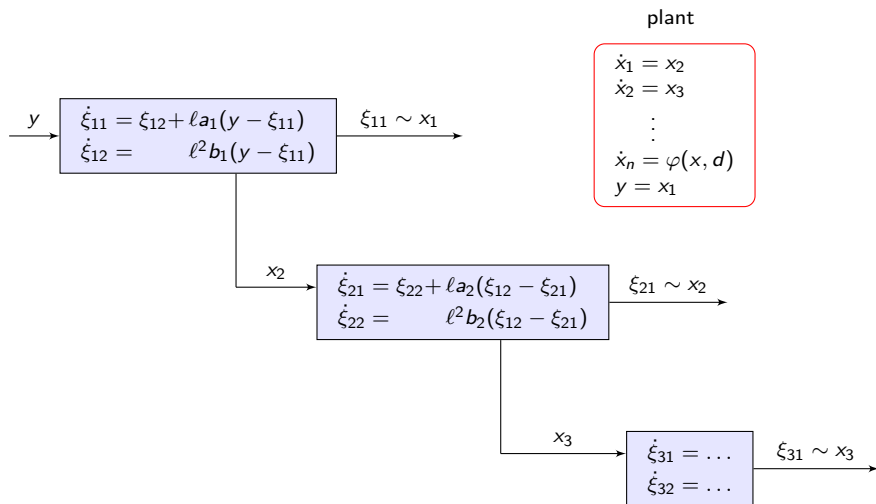 plant
ẋ₁ = x₂
ẋ₂ = x₃
⋮
ẋₙ = φ(x, d)
y = x₁
y
ξ̇₁₁ = ξ₁₂ + ℓa₁(y − ξ₁₁)
ξ̇₁₂ = ℓ²b₁(y − ξ₁₁)
ξ₁₁ ∼ x₁
x₂
ξ̇₂₁ = ξ₂₂ + ℓa₂(ξ₁₂ − ξ₂₁)
ξ̇₂₂ = ℓ²b₂(ξ₁₂ − ξ₂₁)
ξ₂₁ ∼ x₂
x₃
ξ̇₃₁ = …
ξ̇₃₂ = …
ξ₃₁ ∼ x₃